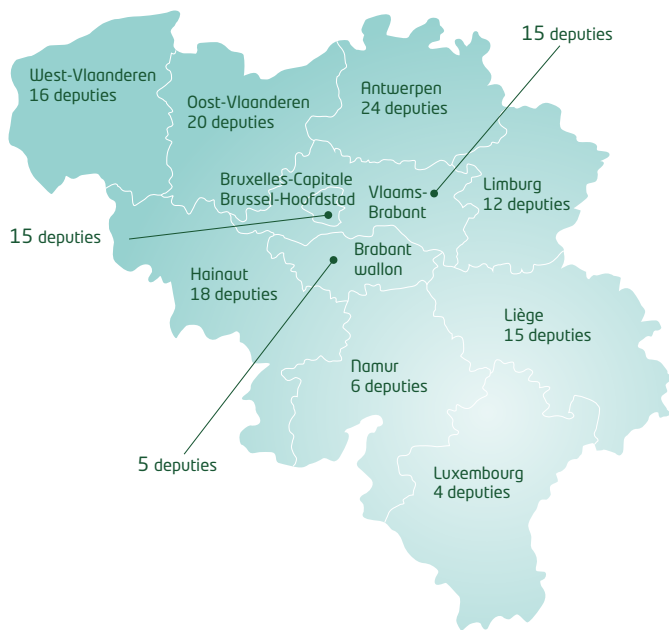 15 deputies
West-Vlaanderen
16 deputies
Oost-Vlaanderen
20 deputies
Antwerpen
24 deputies
Bruxelles-Capitale
Brussel-Hoofdstad
Vlaams-
Brabant
Limburg
12 deputies
15 deputies
Hainaut
18 deputies
Brabant
wallon
Liège
15 deputies
Namur
6 deputies
5 deputies
Luxembourg
4 deputies